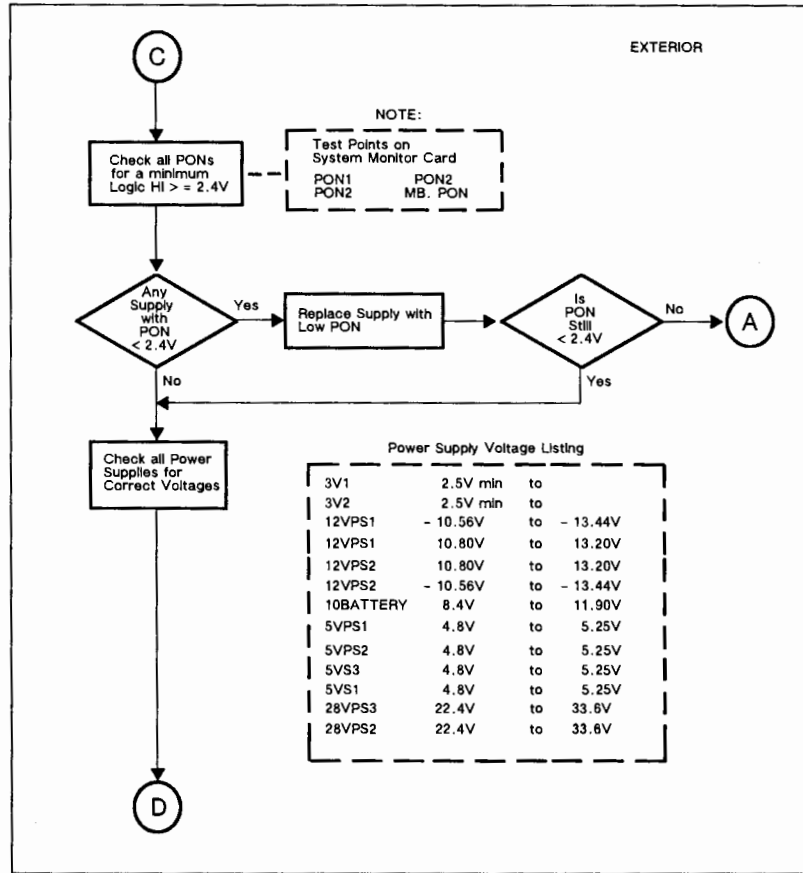 EXTERIOR
C
NOTE:
Check all PONs
for a minimum
Logic HI > = 2.4V
Test Points on
System Monitor Card
PON1 PON2
PON2 MB. PON
Any
Supply
with
PON
< 2.4V
Yes
Replace Supply with
Low PON
Is
PON
Still
< 2.4V
No
A
No
Yes
Check all Power
Supplies for
Correct Voltages
Power Supply Voltage Listing
3V1 2.5V min to
3V2 2.5V min to
12VPS1 - 10.56V to - 13.44V
12VPS1 10.80V to 13.20V
12VPS2 10.80V to 13.20V
12VPS2 - 10.56V to - 13.44V
10BATTERY 8.4V to 11.90V
5VPS1 4.8V to 5.25V
5VPS2 4.8V to 5.25V
5VS3 4.8V to 5.25V
5VS1 4.8V to 5.25V
28VPS3 22.4V to 33.6V
28VPS2 22.4V to 33.6V
D